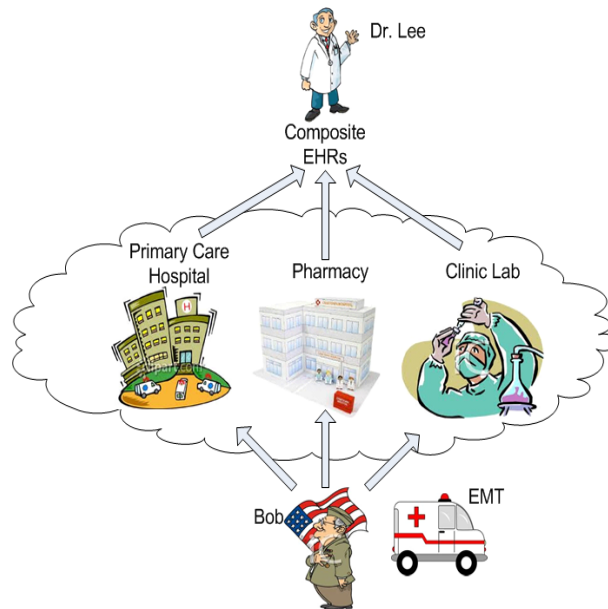 Dr. Lee
Composite
EHRs
Primary Care
Hospital
Pharmacy
Clinic Lab
H
Bob
EMT